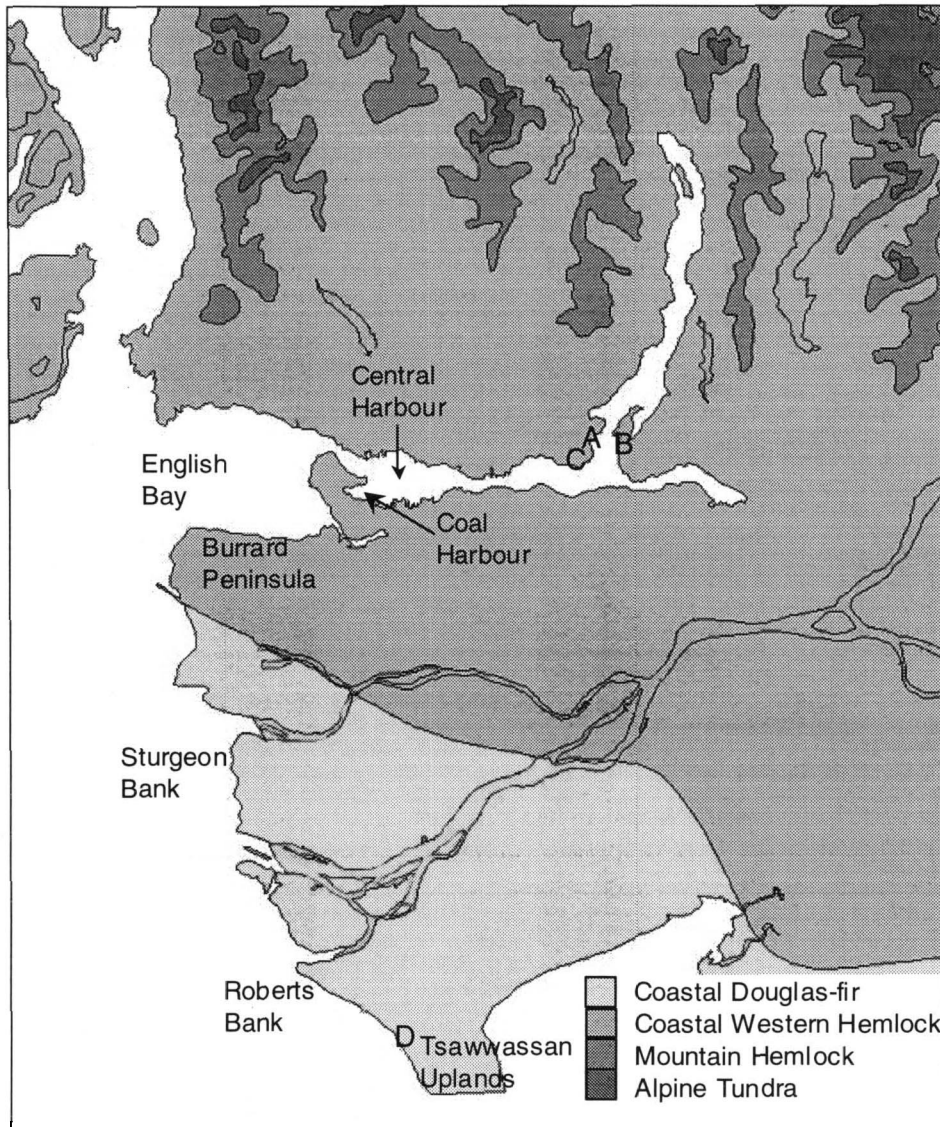 Central
Harbour
A
B
C
English
Bay
Coal
Harbour
Burrard
Peninsula
Sturgeon
Bank
Roberts
Bank
D
Tsawwassan
Uplands
Coastal Douglas-fir
Coastal Western Hemlock
Mountain Hemlock
Alpine Tundra